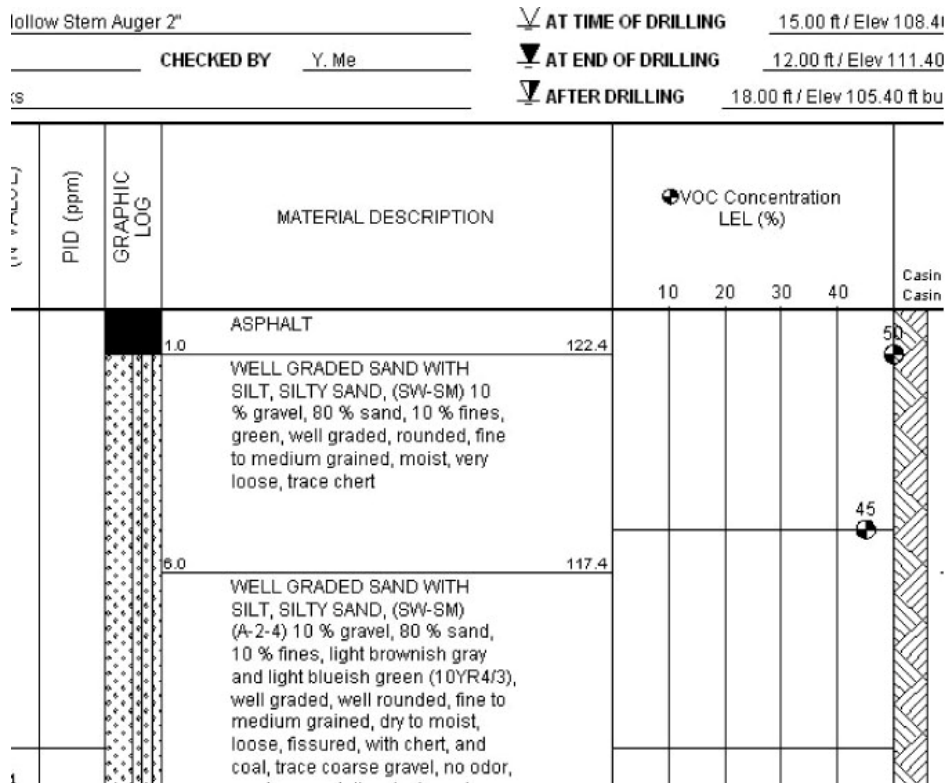 Hollow Stem Auger 2"
AT TIME OF DRILLING 15.00 ft / Elev 108.4
CHECKED BY Y. Me
AT END OF DRILLING 12.00 ft / Elev 111.40
AFTER DRILLING 18.00 ft / Elev 105.40 ft bu
PID (ppm)
GRAPHIC
LOG
MATERIAL DESCRIPTION
VOC Concentration
LEL (%)
10 20 30 40
Casin
Casin
ASPHALT
1.0 122.4
50
WELL GRADED SAND WITH
SILT, SILTY SAND, (SW-SM) 10
% gravel, 80 % sand, 10 % fines,
green, well graded, rounded, fine
to medium grained, moist, very
loose, trace chert
45
6.0 117.4
WELL GRADED SAND WITH
SILT, SILTY SAND, (SW-SM)
(A-2-4) 10 % gravel, 80 % sand,
10 % fines, light brownish gray
and light blueish green (10YR4/3),
well graded, well rounded, fine to
medium grained, dry to moist,
loose, fissured, with chert, and
coal, trace coarse gravel, no odor,